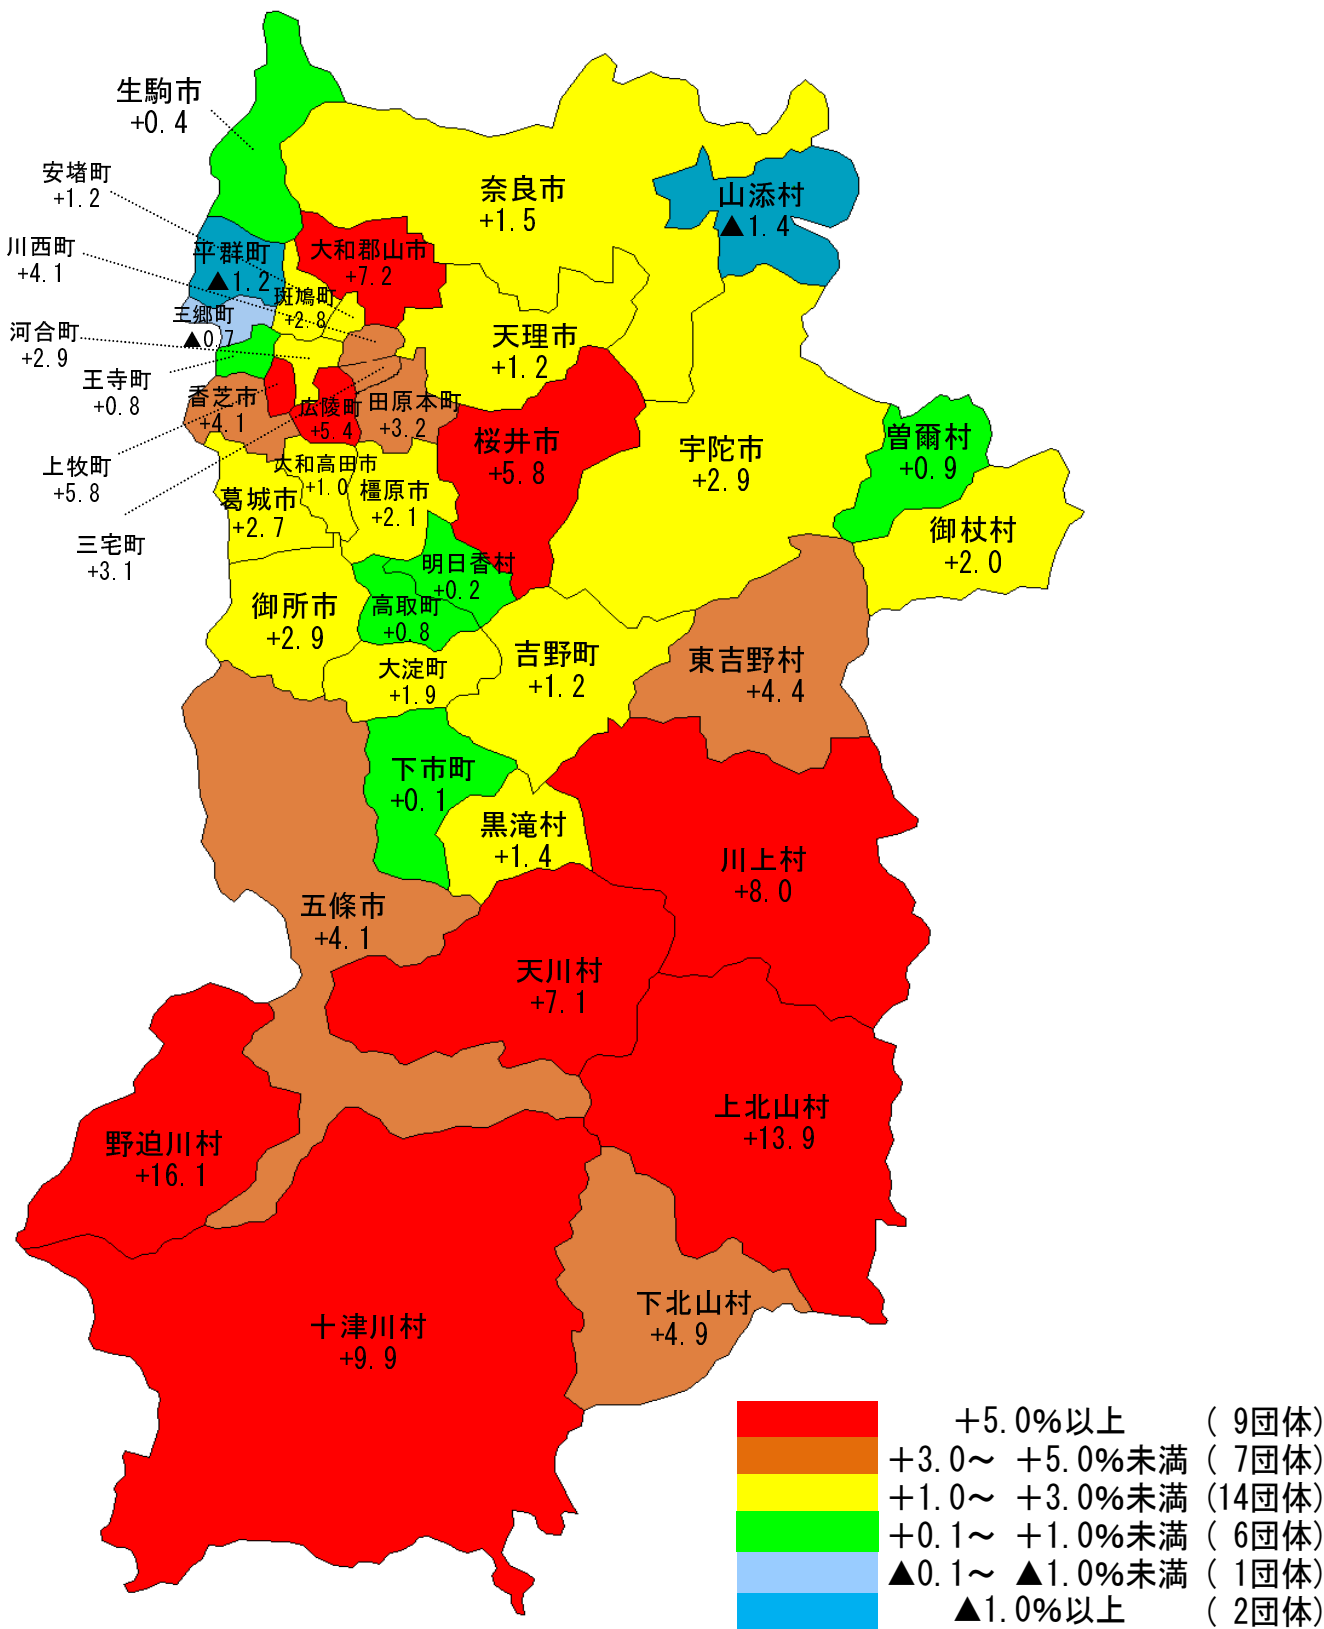 生駒市
+0.4
安堵町
+1.2
奈良市
+1.5
山添村
▲1.4
川西町
+4.1
平群町
▲1.2
大和郡山市
+7.2
斑鳩町
+2.8
三郷町
▲0.7
河合町
+2.9
天理市
+1.2
王寺町
+0.8
香芝市
+4.1
広陵町
+5.4
田原本町
+3.2
桜井市
+5.8
宇陀市
+2.9
曽爾村
+0.9
上牧町
+5.8
大和高田市
+1.0
橿原市
+2.1
葛城市
+2.7
御杖村
+2.0
三宅町
+3.1
明日香村
+0.2
御所市
+2.9
高取町
+0.8
吉野町
+1.2
東吉野村
+4.4
大淀町
+1.9
下市町
+0.1
黒滝村
+1.4
川上村
+8.0
五條市
+4.1
天川村
+7.1
上北山村
+13.9
野迫川村
+16.1
下北山村
+4.9
十津川村
+9.9
+5.0%以上 ( 9団体)
+3.0～ +5.0%未満 ( 7団体)
+1.0～ +3.0%未満 (14団体)
+0.1～ +1.0%未満 ( 6団体)
▲0.1～ ▲1.0%未満 ( 1団体)
▲1.0%以上 ( 2団体)